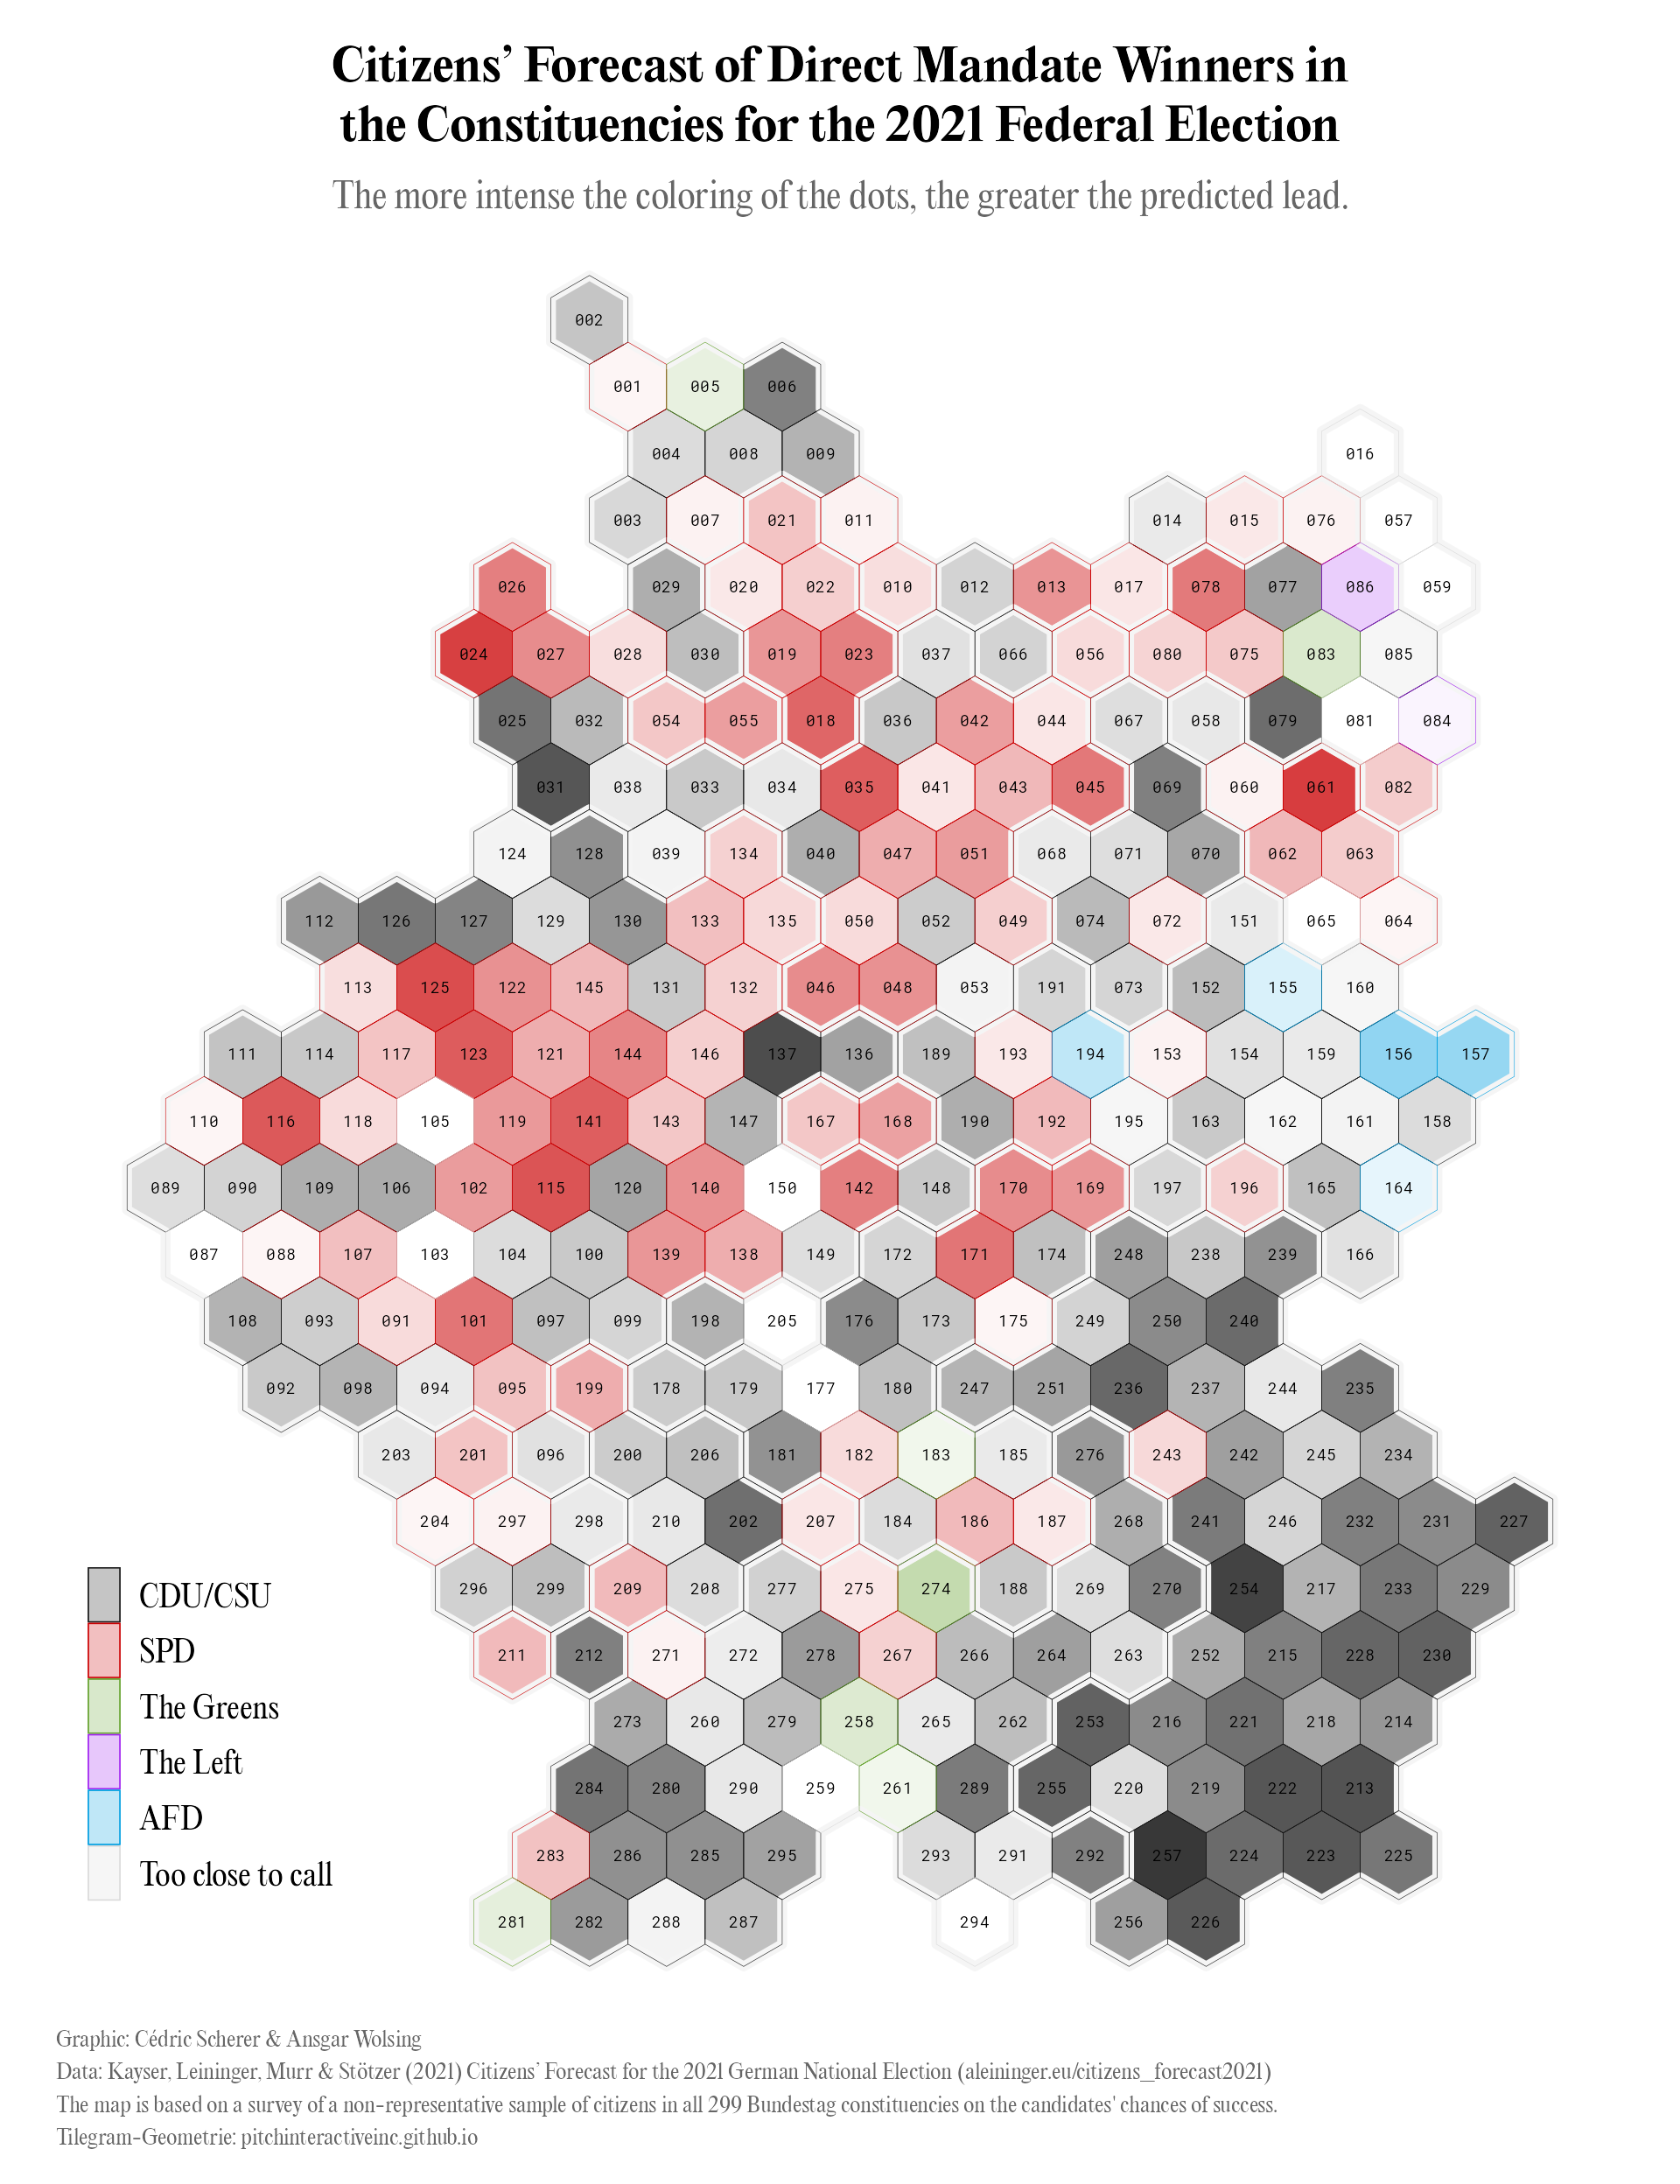 Citizens’ Forecast of Direct Mandate Winners in
the Constituencies for the 2021 Federal Election
The more intense the coloring of the dots, the greater the predicted lead.
002
001 005 006
004 008 009 016
003 007 021 011 014 015 076 057
026 029 020 022 010 012 013 017 078 077 086 059
024 027 028 030 019 023 037 066 056 080 075 083 085
025 032 054 055 018 036 042 044 067 058 079 081 084
031 038 033 034 035 041 043 045 069 060 061 082
124 128 039 134 040 047 051 068 071 070 062 063
112 126 127 129 130 133 135 050 052 049 074 072 151 065 064
113 125 122 145 131 132 046 048 053 191 073 152 155 160
111 114 117 123 121 144 146 137 136 189 193 194 153 154 159 156 157
110 116 118 105 119 141 143 147 167 168 190 192 195 163 162 161 158
089 090 109 106 102 115 120 140 150 142 148 170 169 197 196 165 164
087 088 107 103 104 100 139 138 149 172 171 174 248 238 239 166
108 093 091 101 097 099 198 205 176 173 175 249 250 240
092 098 094 095 199 178 179 177 180 247 251 236 237 244 235
203 201 096 200 206 181 182 183 185 276 243 242 245 234
204 297 298 210 202 207 184 186 187 268 241 246 232 231 227
296 299 209 208 277 275 274 188 269 270 254 217 233 229
211 212 271 272 278 267 266 264 263 252 215 228 230
273 260 279 258 265 262 253 216 221 218 214
284 280 290 259 261 289 255 220 219 222 213
283 286 285 295 293 291 292 257 224 223 225
281 282 288 287 294 256 226
CDU/CSU
SPD
The Greens
The Left
AFD
Too close to call
Graphic: Cédric Scherer & Ansgar Wolsing
Data: Kayser, Leininger, Murr & Stötzer (2021) Citizens’ Forecast for the 2021 German National Election (aleininger.eu/citizens_forecast2021)
The map is based on a survey of a non-representative sample of citizens in all 299 Bundestag constituencies on the candidates' chances of success.
Tilegram-Geometrie: pitchinteractiveinc.github.io